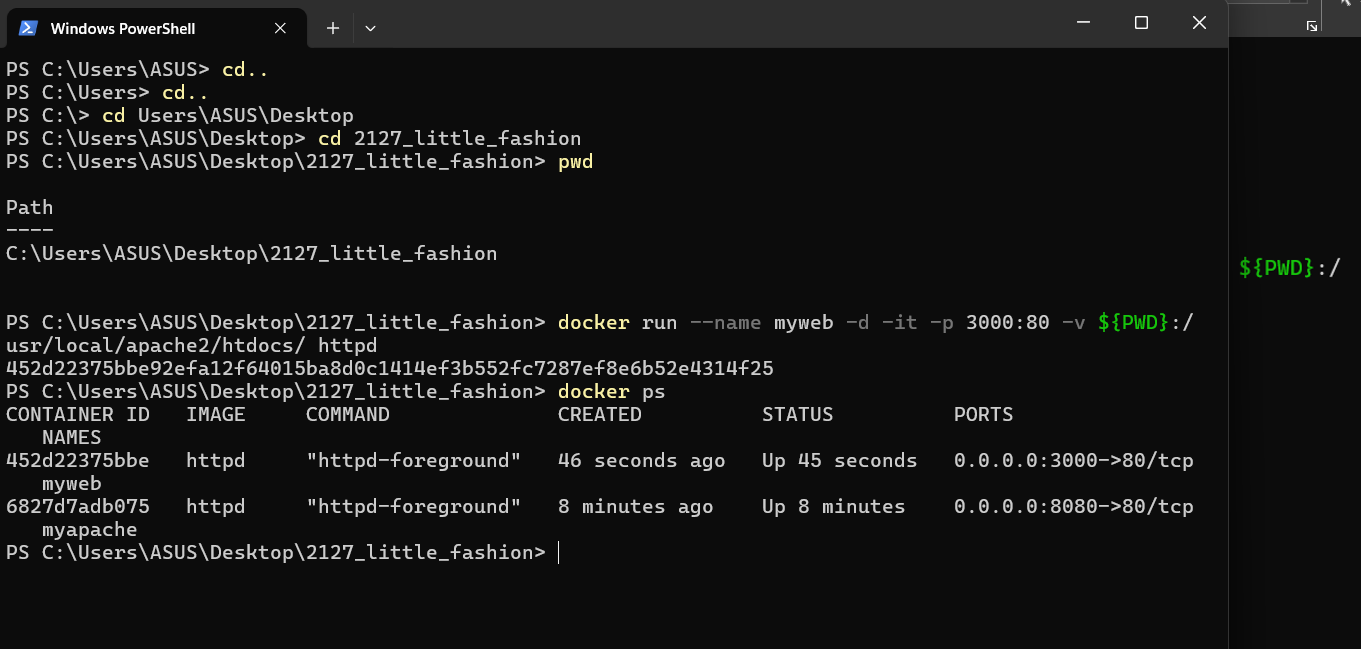 Windows PowerShell
PS C:\Users\ASUS> cd..
PS C:\Users> cd..
PS C:\> cd Users\ASUS\Desktop
PS C:\Users\ASUS\Desktop> cd 2127_little_fashion
PS C:\Users\ASUS\Desktop\2127_little_fashion> pwd
Path
----
C:\Users\ASUS\Desktop\2127_little_fashion
${PWD}:/
PS C:\Users\ASUS\Desktop\2127_little_fashion> docker run --name myweb -d -it -p 3000:80 -v ${PWD}:/
usr/local/apache2/htdocs/ httpd
452d22375bbe92efa12f64015ba8d0c1414ef3b552fc7287ef8e6b52e4314f25
PS C:\Users\ASUS\Desktop\2127_little_fashion> docker ps
CONTAINER ID   IMAGE     COMMAND              CREATED          STATUS          PORTS
   NAMES
452d22375bbe   httpd     "httpd-foreground"   46 seconds ago   Up 45 seconds   0.0.0.0:3000->80/tcp
   myweb
6827d7adb075   httpd     "httpd-foreground"   8 minutes ago    Up 8 minutes    0.0.0.0:8080->80/tcp
   myapache
PS C:\Users\ASUS\Desktop\2127_little_fashion>